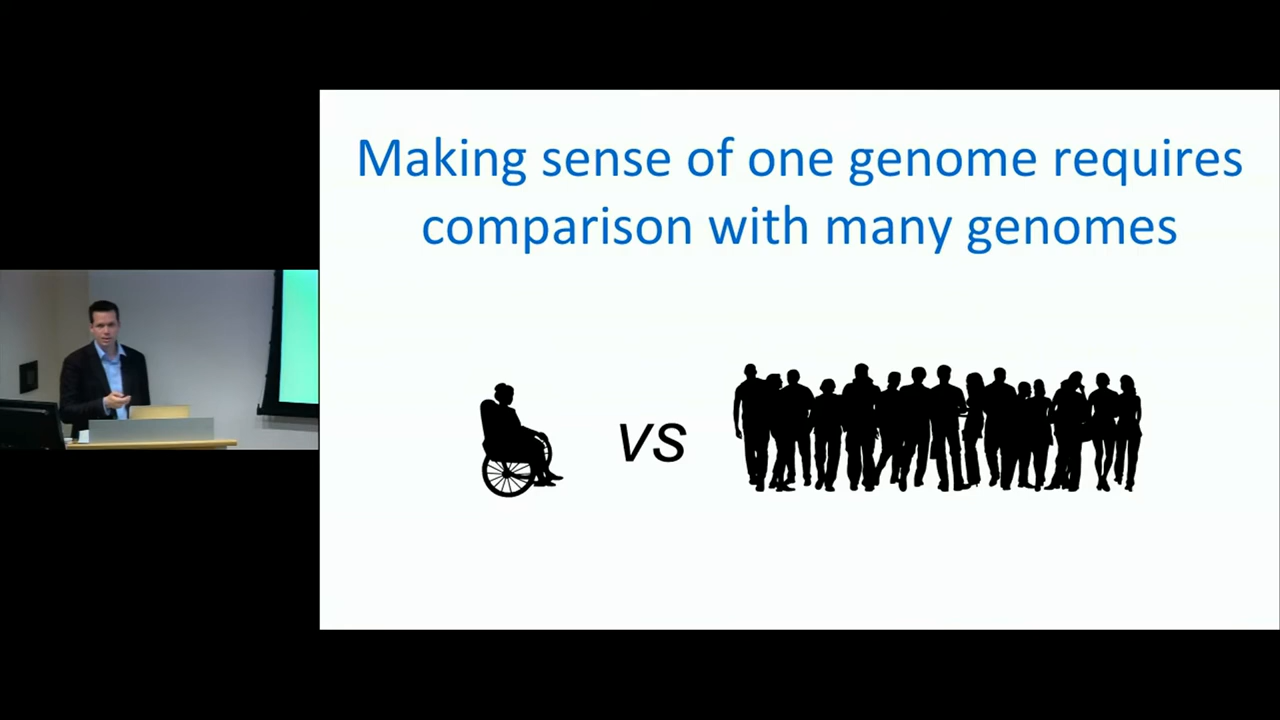 Making sense of one genome requires
comparison with many genomes
vs